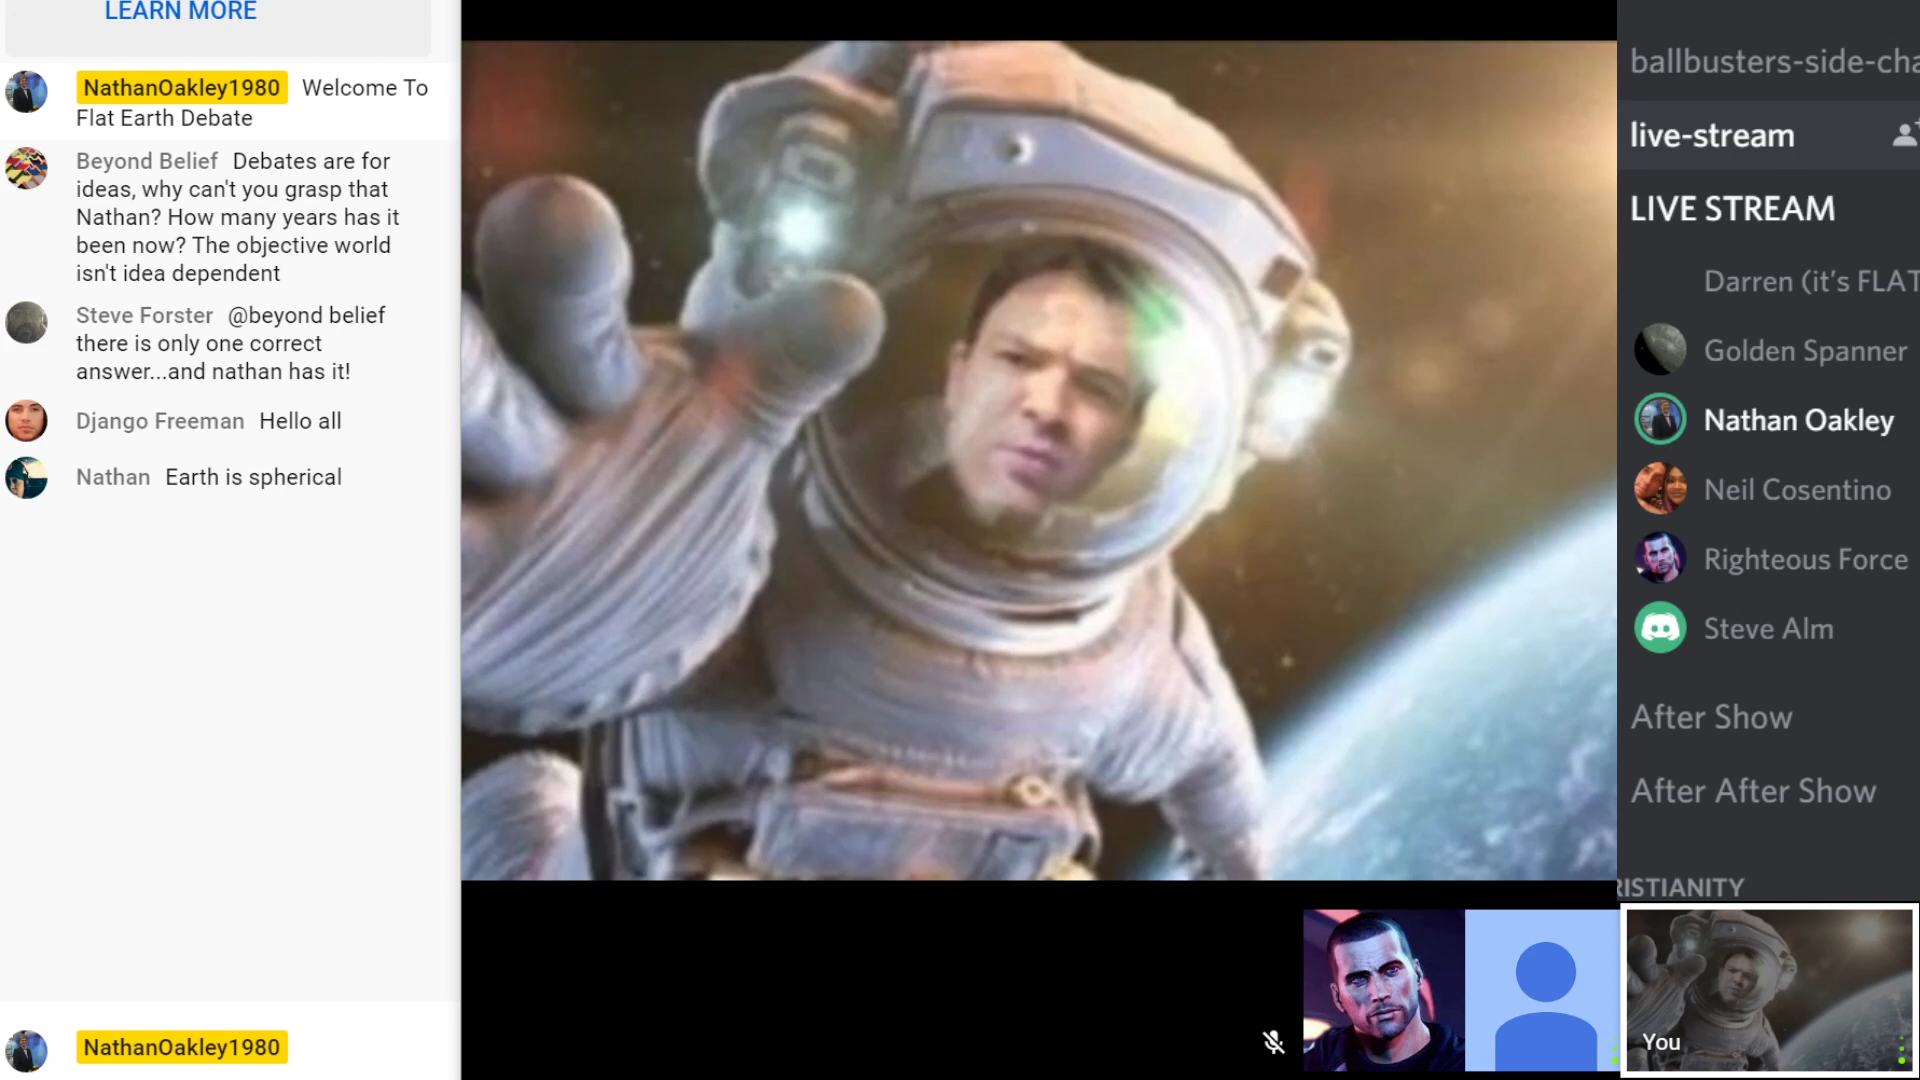 LEARN MORE
NathanOakley1980 Welcome To
Flat Earth Debate
Beyond Belief Debates are for
ideas, why can't you grasp that
Nathan? How many years has it
been now? The objective world
isn't idea dependent
Steve Forster @beyond belief
there is only one correct
answer...and nathan has it!
Django Freeman Hello all
Nathan Earth is spherical
NathanOakley1980
ballbusters-side-cha
live-stream
LIVE STREAM
Darren (it's FLAT
Golden Spanner
Nathan Oakley
Neil Cosentino
Righteous Force
Steve Alm
After Show
After After Show
RISTIANITY
You